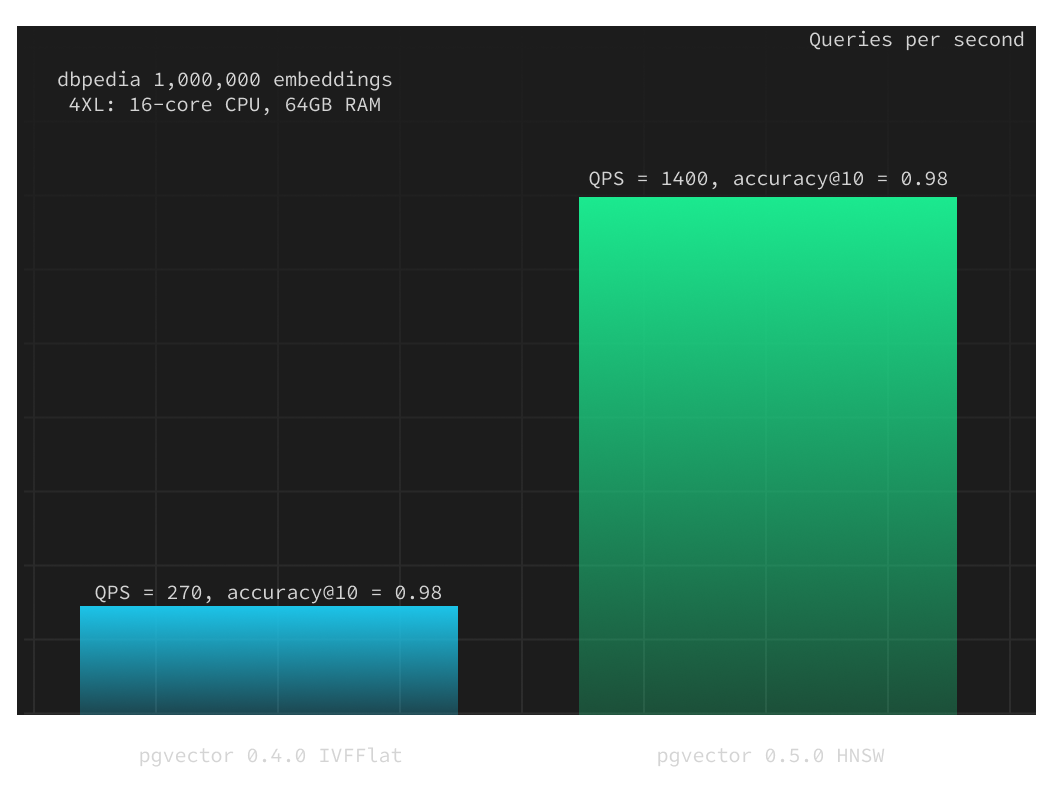 Queries per second
dbpedia 1,000,000 embeddings
4XL: 16-core CPU, 64GB RAM
QPS = 1400, accuracy@10 = 0.98
QPS = 270, accuracy@10 = 0.98
pgvector 0.4.0 IVFFlat
pgvector 0.5.0 HNSW